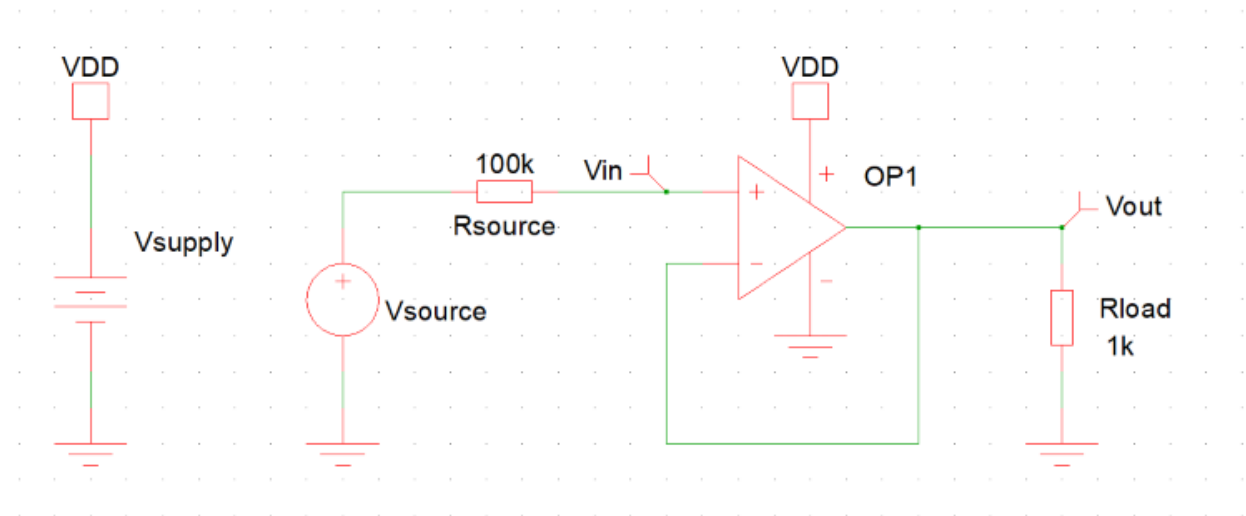 VDD
VDD
100k
Vin
+
OP1
+
Rsource
Vout
Vsupply
−
−
+
Vsource
Rload
1k